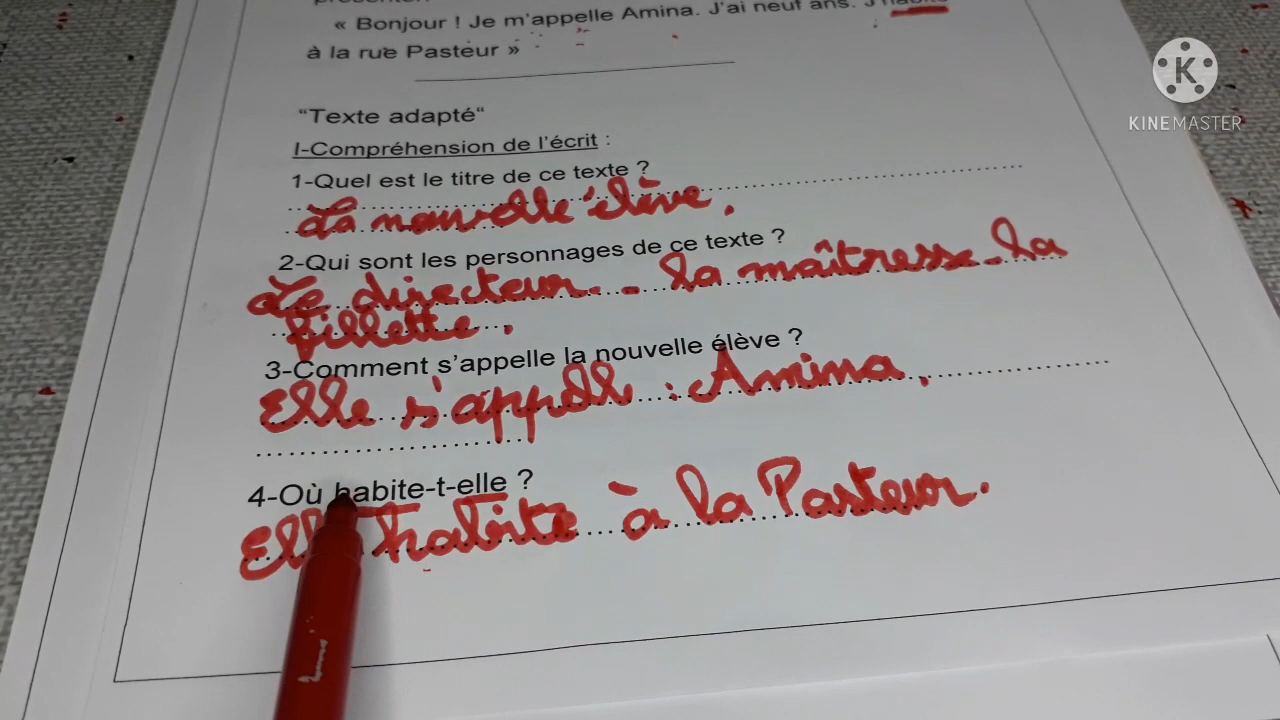 « Bonjour ! Je m'appelle Amina. J'ai neuf ans. J'habite
à la rue Pasteur »
“Texte adapté“
I-Compréhension de l'écrit :
1-Quel est le titre de ce texte ?
La nouvelle élève.
2-Qui sont les personnages de ce texte ?
Le directeur. - la maîtresse - la
fillette.
3-Comment s'appelle la nouvelle élève ?
Elle s'appelle : Amina.
4-Où habite-t-elle ?
Elle habite à la Pasteur.
KINEMASTER